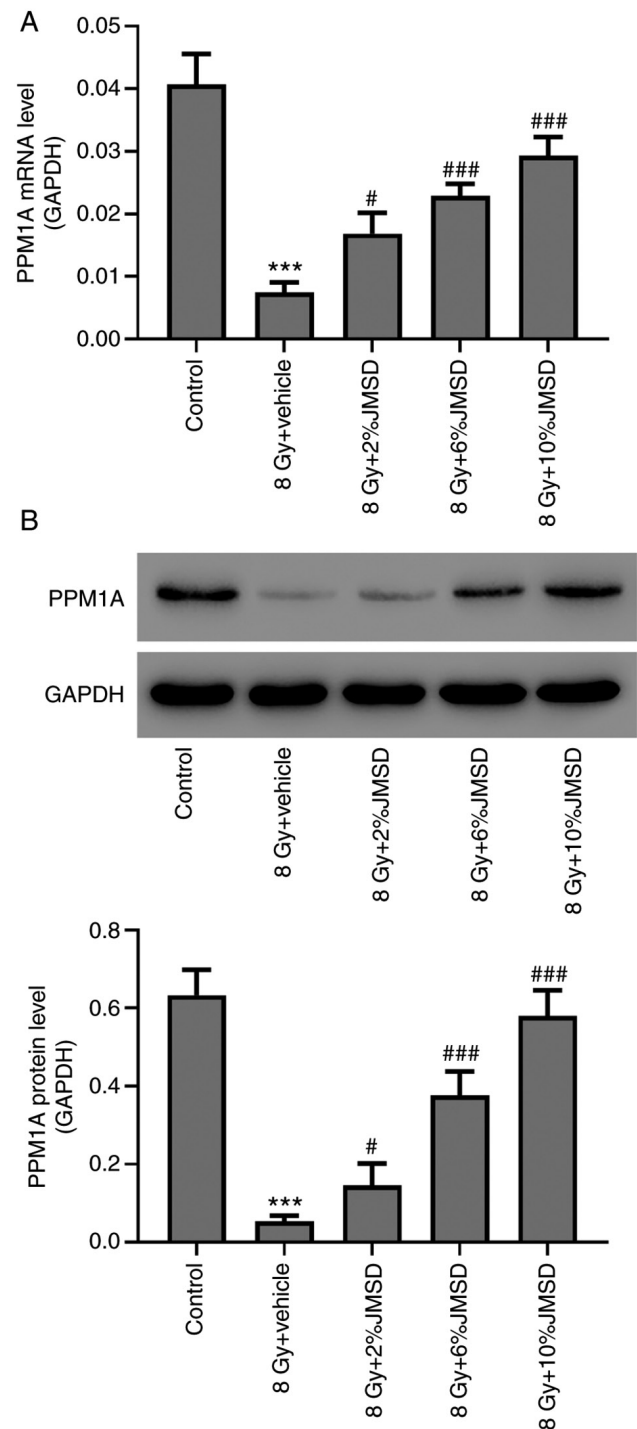 A
PPM1A mRNA level
(GAPDH)
0.05
0.04
0.03
0.02
0.01
0.00
***
#
###
###
Control
8 Gy+vehicle
8 Gy+2%JMSD
8 Gy+6%JMSD
8 Gy+10%JMSD
B
PPM1A
GAPDH
Control
8 Gy+vehicle
8 Gy+2%JMSD
8 Gy+6%JMSD
8 Gy+10%JMSD
PPM1A protein level
(GAPDH)
0.8
0.6
0.4
0.2
0.0
***
#
###
###
Control
8 Gy+vehicle
8 Gy+2%JMSD
8 Gy+6%JMSD
8 Gy+10%JMSD